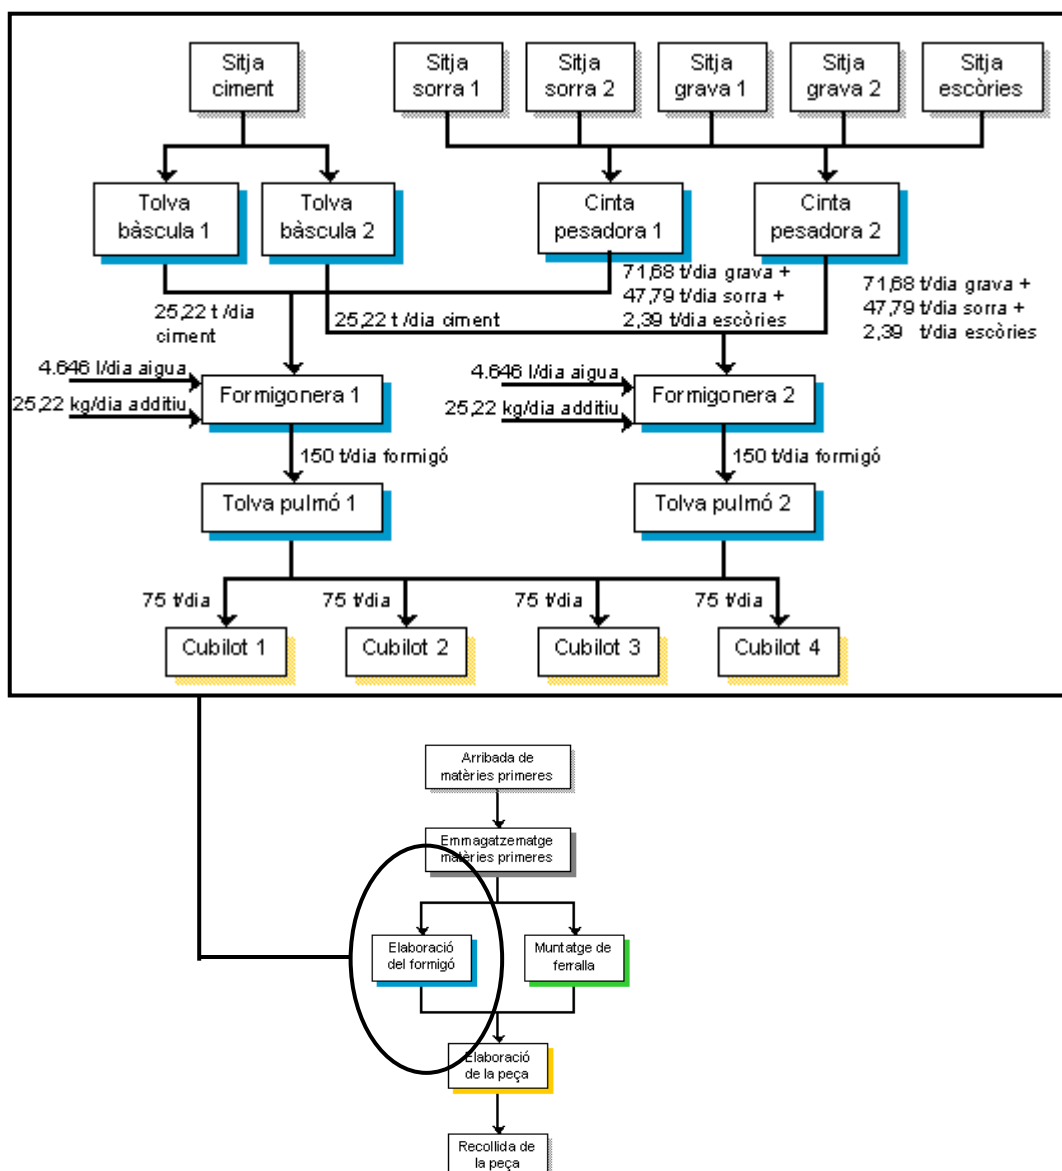 Sitja
ciment
Sitja
sorra 1
Sitja
sorra 2
Sitja
grava 1
Sitja
grava 2
Sitja
escòries
Tolva
bàscula 1
Tolva
bàscula 2
Cinta
pesadora 1
Cinta
pesadora 2
25,22 t /dia
ciment
25,22 t /dia ciment
71,68 t/dia grava +
47,79 t/dia sorra +
2,39 t/dia escòries
71,68 t/dia grava +
47,79 t/dia sorra +
2,39 t/dia escòries
4.646 l/dia aigua
25,22 kg/dia additiu
Formigonera 1
4.646 l/dia aigua
25,22 kg/dia additiu
Formigonera 2
150 t/dia formigó
150 t/dia formigó
Tolva pulmó 1
Tolva pulmó 2
75 t/dia
75 t/dia
75 t/dia
75 t/dia
Cubilot 1
Cubilot 2
Cubilot 3
Cubilot 4
Arribada de
matèries primeres
Emmagatzematge
matèries primeres
Elaboració
del formigó
Muntatge de
ferralla
Elaboració
de la peça
Recollida de
la peça